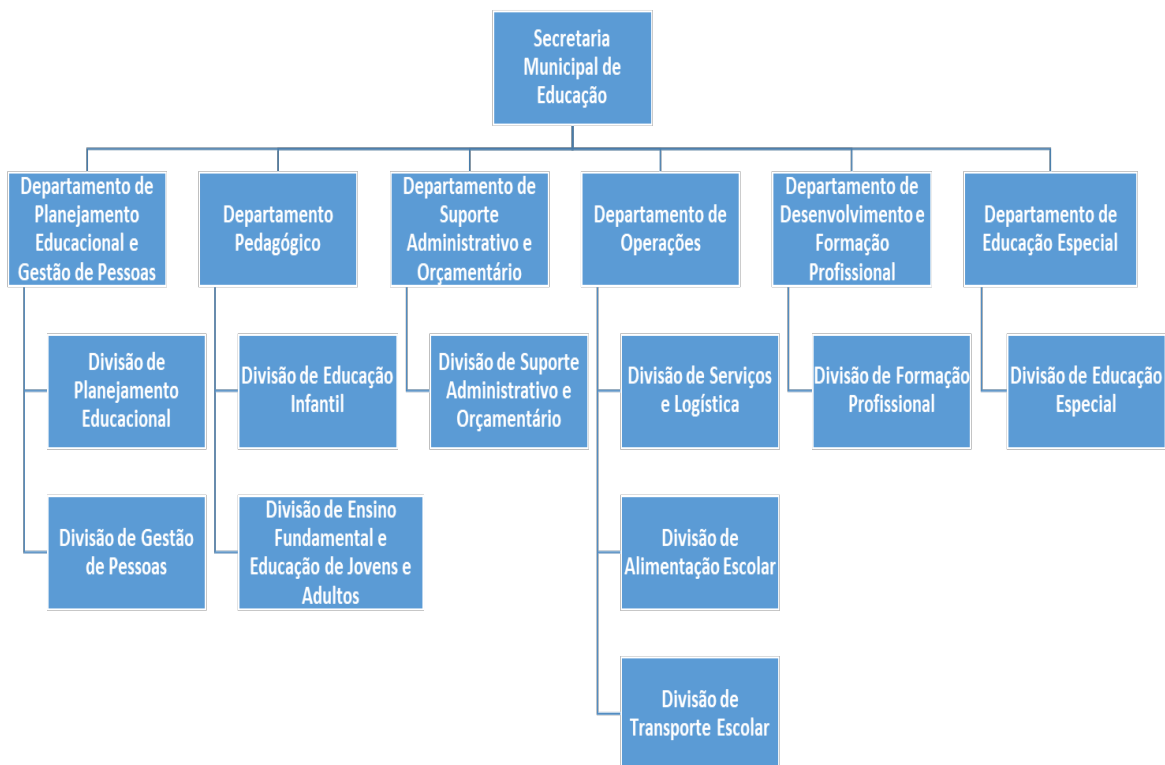 Secretaria
Municipal de
Educação
Departamento de
Planejamento
Educacional e
Gestão de Pessoas
Departamento
Pedagógico
Departamento de
Suporte
Administrativo e
Orçamentário
Departamento de
Operações
Departamento de
Desenvolvimento e
Formação
Profissional
Departamento de
Educação Especial
Divisão de
Planejamento
Educacional
Divisão de Educação
Infantil
Divisão de Suporte
Administrativo e
Orçamentário
Divisão de Serviços
e Logística
Divisão de Formação
Profissional
Divisão de Educação
Especial
Divisão de Gestão
de Pessoas
Divisão de Ensino
Fundamental e
Educação de Jovens e
Adultos
Divisão de
Alimentação Escolar
Divisão de
Transporte Escolar